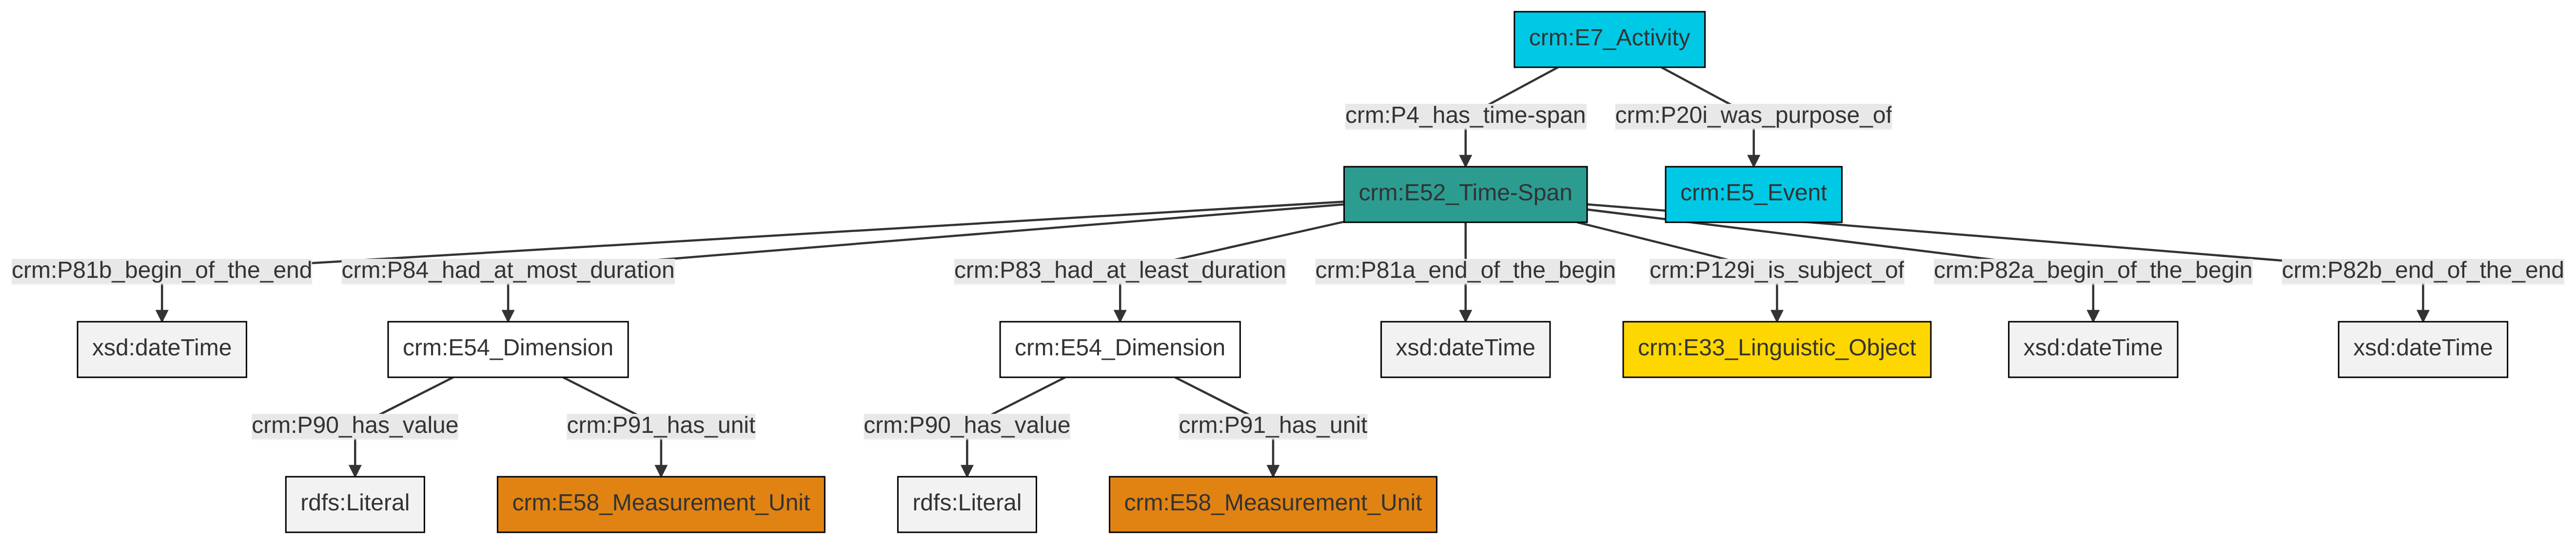 crm:E7_Activity
crm:P4_has_time-span
crm:P20i_was_purpose_of
crm:E52_Time-Span
crm:E5_Event
crm:P81b_begin_of_the_end
crm:P84_had_at_most_duration
crm:P83_had_at_least_duration
crm:P81a_end_of_the_begin
crm:P129i_is_subject_of
crm:P82a_begin_of_the_begin
crm:P82b_end_of_the_end
xsd:dateTime
crm:E54_Dimension
crm:E54_Dimension
xsd:dateTime
crm:E33_Linguistic_Object
xsd:dateTime
xsd:dateTime
crm:P90_has_value
crm:P91_has_unit
crm:P90_has_value
crm:P91_has_unit
rdfs:Literal
crm:E58_Measurement_Unit
rdfs:Literal
crm:E58_Measurement_Unit